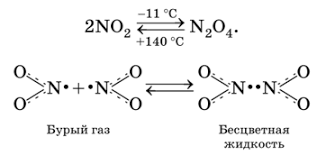 −11 °C
2NO₂ ⇌ N₂O₄.
+140 °C
O O O O
N• + •N ⇌ N••N
O O O O
Бурый газ Бесцветная
жидкость